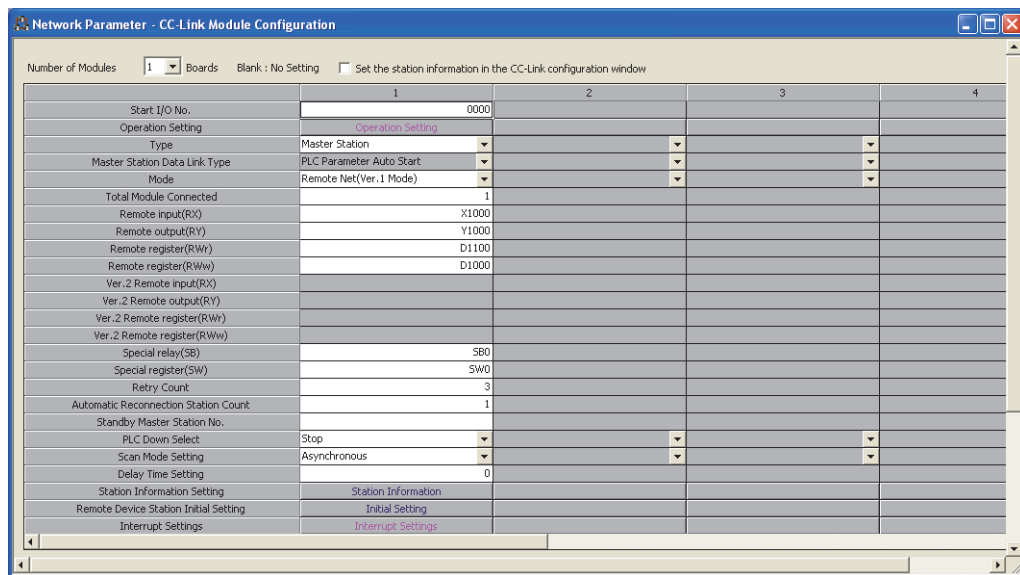 Network Parameter - CC-Link Module Configuration
Number of Modules 1 Boards Blank : No Setting Set the station information in the CC-Link configuration window
1 2 3 4
Start I/O No. 0000
Operation Setting Operation Setting
Type Master Station
Master Station Data Link Type PLC Parameter Auto Start
Mode Remote Net(Ver.1 Mode)
Total Module Connected 1
Remote input(RX) X1000
Remote output(RY) Y1000
Remote register(RWr) D1100
Remote register(RWw) D1000
Ver.2 Remote input(RX)
Ver.2 Remote output(RY)
Ver.2 Remote register(RWr)
Ver.2 Remote register(RWw)
Special relay(SB) SB0
Special register(SW) SW0
Retry Count 3
Automatic Reconnection Station Count 1
Standby Master Station No.
PLC Down Select Stop
Scan Mode Setting Asynchronous
Delay Time Setting 0
Station Information Setting Station Information
Remote Device Station Initial Setting Initial Setting
Interrupt Settings Interrupt Settings